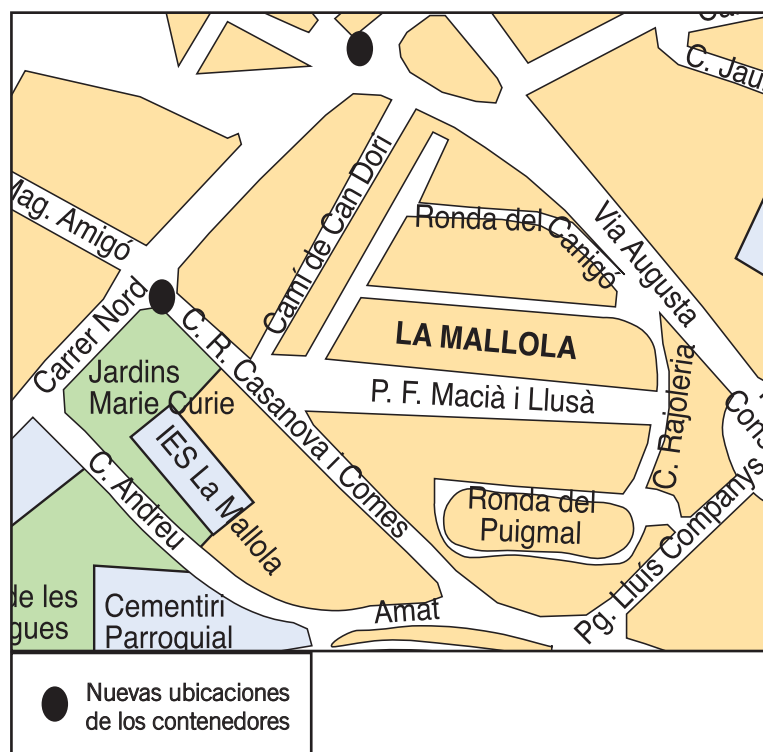 C. Jau
Mag. Amigó
Camí de Can Dori
Ronda del Canigó
Via Augusta
Carrer Nord
C. R. Casanova i Comes
LA MALLOLA
Jardins
Marie Curie
P. F. Macià i Llusà
C. Rajoleria
Cons
IES La Mallola
C. Andreu
Ronda del
Puigmal
Pg. Lluís Companys
de les
gues
Cementiri
Parroquial
Amat
Nuevas ubicaciones
de los contenedores